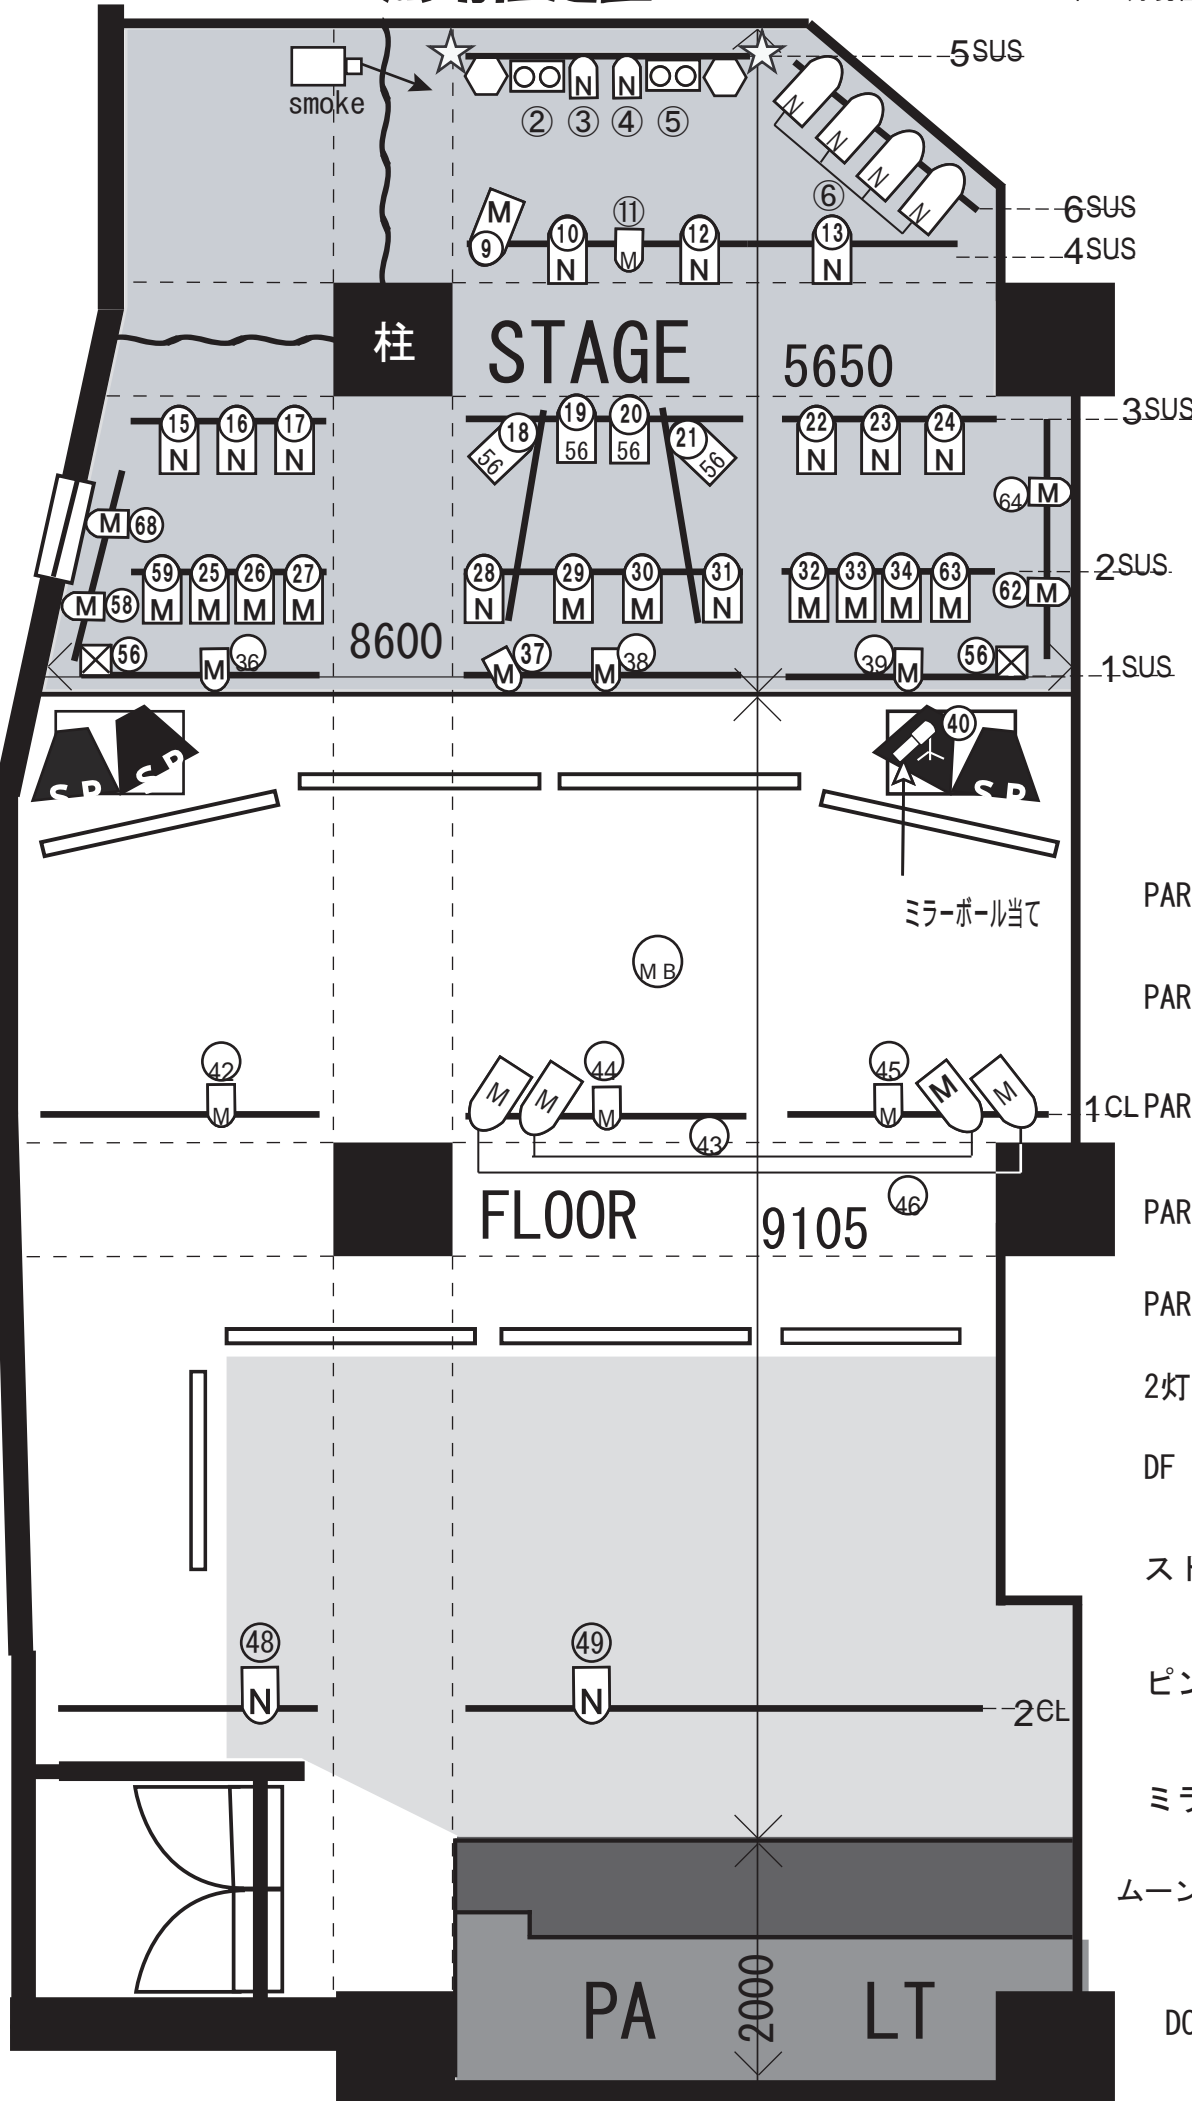 5SUS
smoke
N
N
② ③ ④ ⑤
N
N
N
N
⑥
6SUS
4SUS
M
9
10
N
⑪
M
12
N
13
N
柱
STAGE
5650
3SUS
15
N
16
N
17
N
18
56
19
56
20
56
21
56
22
N
23
N
24
N
64
M
M
68
2SUS
59
M
25
M
26
M
27
M
28
N
29
M
30
M
31
N
32
M
33
M
34
M
63
M
62
M
M
58
8600
56
M
36
M
37
M
38
39
M
56
1SUS
SP
SP
40
SP
ミラーボール当て
PAR
MB
PAR
42
M
M
M
44
M
45
M
M
M
1CL
PAR
43
46
FLOOR
9105
PAR
PAR
2灯
DF
48
N
49
N
2CL
PA
2000
LT